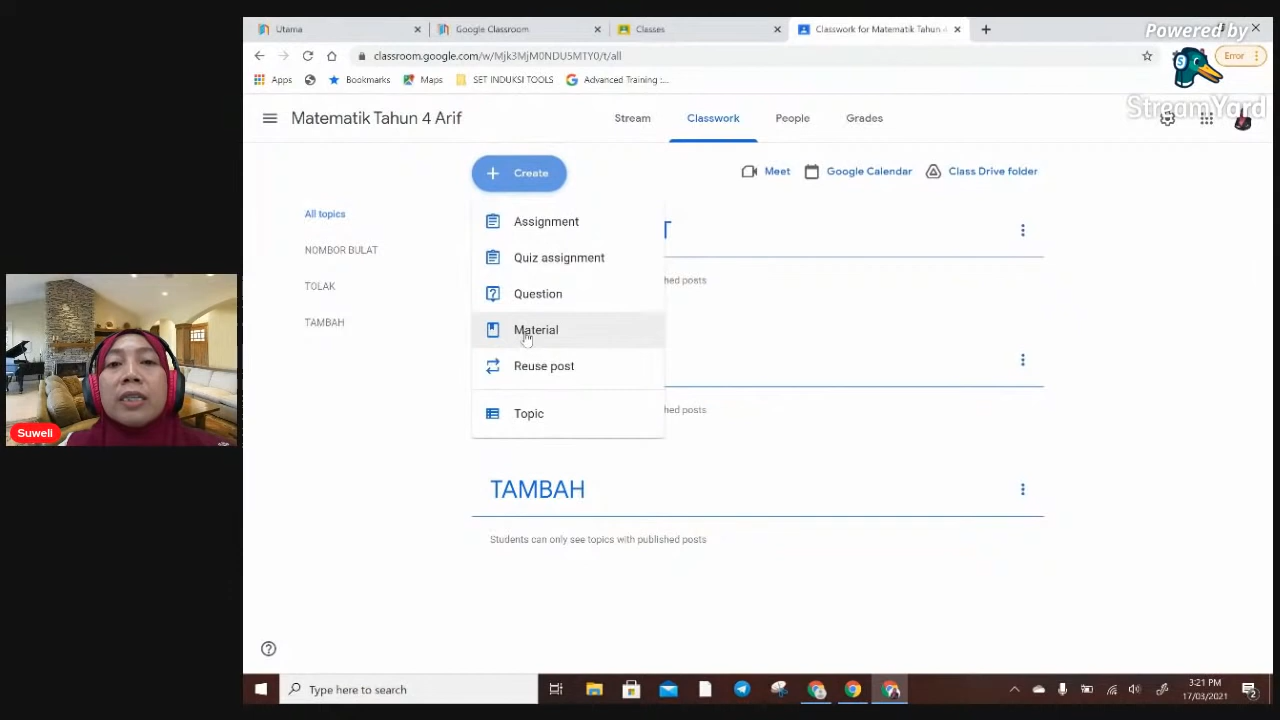 Utama
Google Classroom
Classes
Classwork for Matematik Tahun 4
Powered by
classroom.google.com/w/Mjk3MjM0NDU5MTY0/t/all
Error
Apps
Bookmarks
Maps
SET INDUKSI TOOLS
Advanced Training :...
StreamYard
Matematik Tahun 4 Arif
Stream
Classwork
People
Grades
Create
Meet
Google Calendar
Class Drive folder
All topics
Assignment
T
NOMBOR BULAT
Quiz assignment
hed posts
TOLAK
Question
TAMBAH
Material
Reuse post
hed posts
Topic
Suweli
TAMBAH
Students can only see topics with published posts
Type here to search
3:21 PM
17/03/2021
2